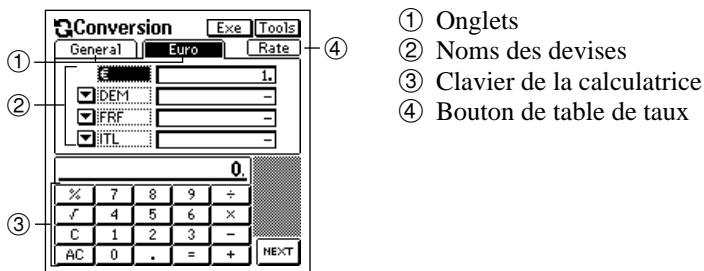 Conversion Exe Tools
General Euro Rate
€ 1.
DEM -
FRF -
ITL -
0.
% 7 8 9 ÷
√ 4 5 6 ×
C 1 2 3 -
AC 0 . = + NEXT
①
②
③
④
① Onglets
② Noms des devises
③ Clavier de la calculatrice
④ Bouton de table de taux